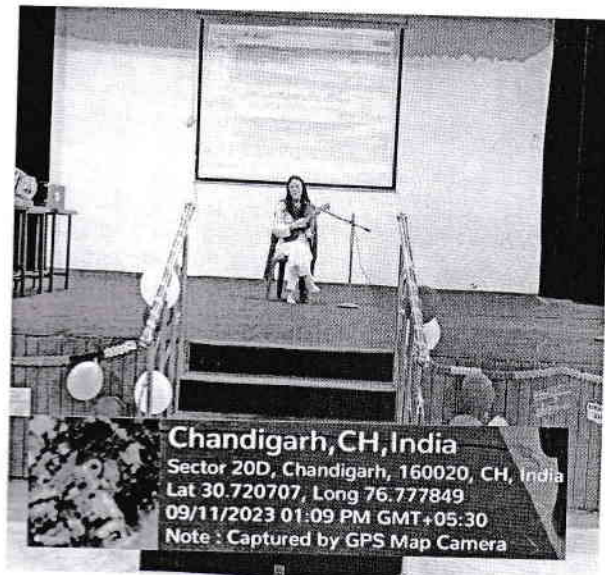 Chandigarh,CH,India
Sector 20D, Chandigarh, 160020, CH, India
Lat 30.720707, Long 76.777849
09/11/2023 01:09 PM GMT+05:30
Note : Captured by GPS Map Camera